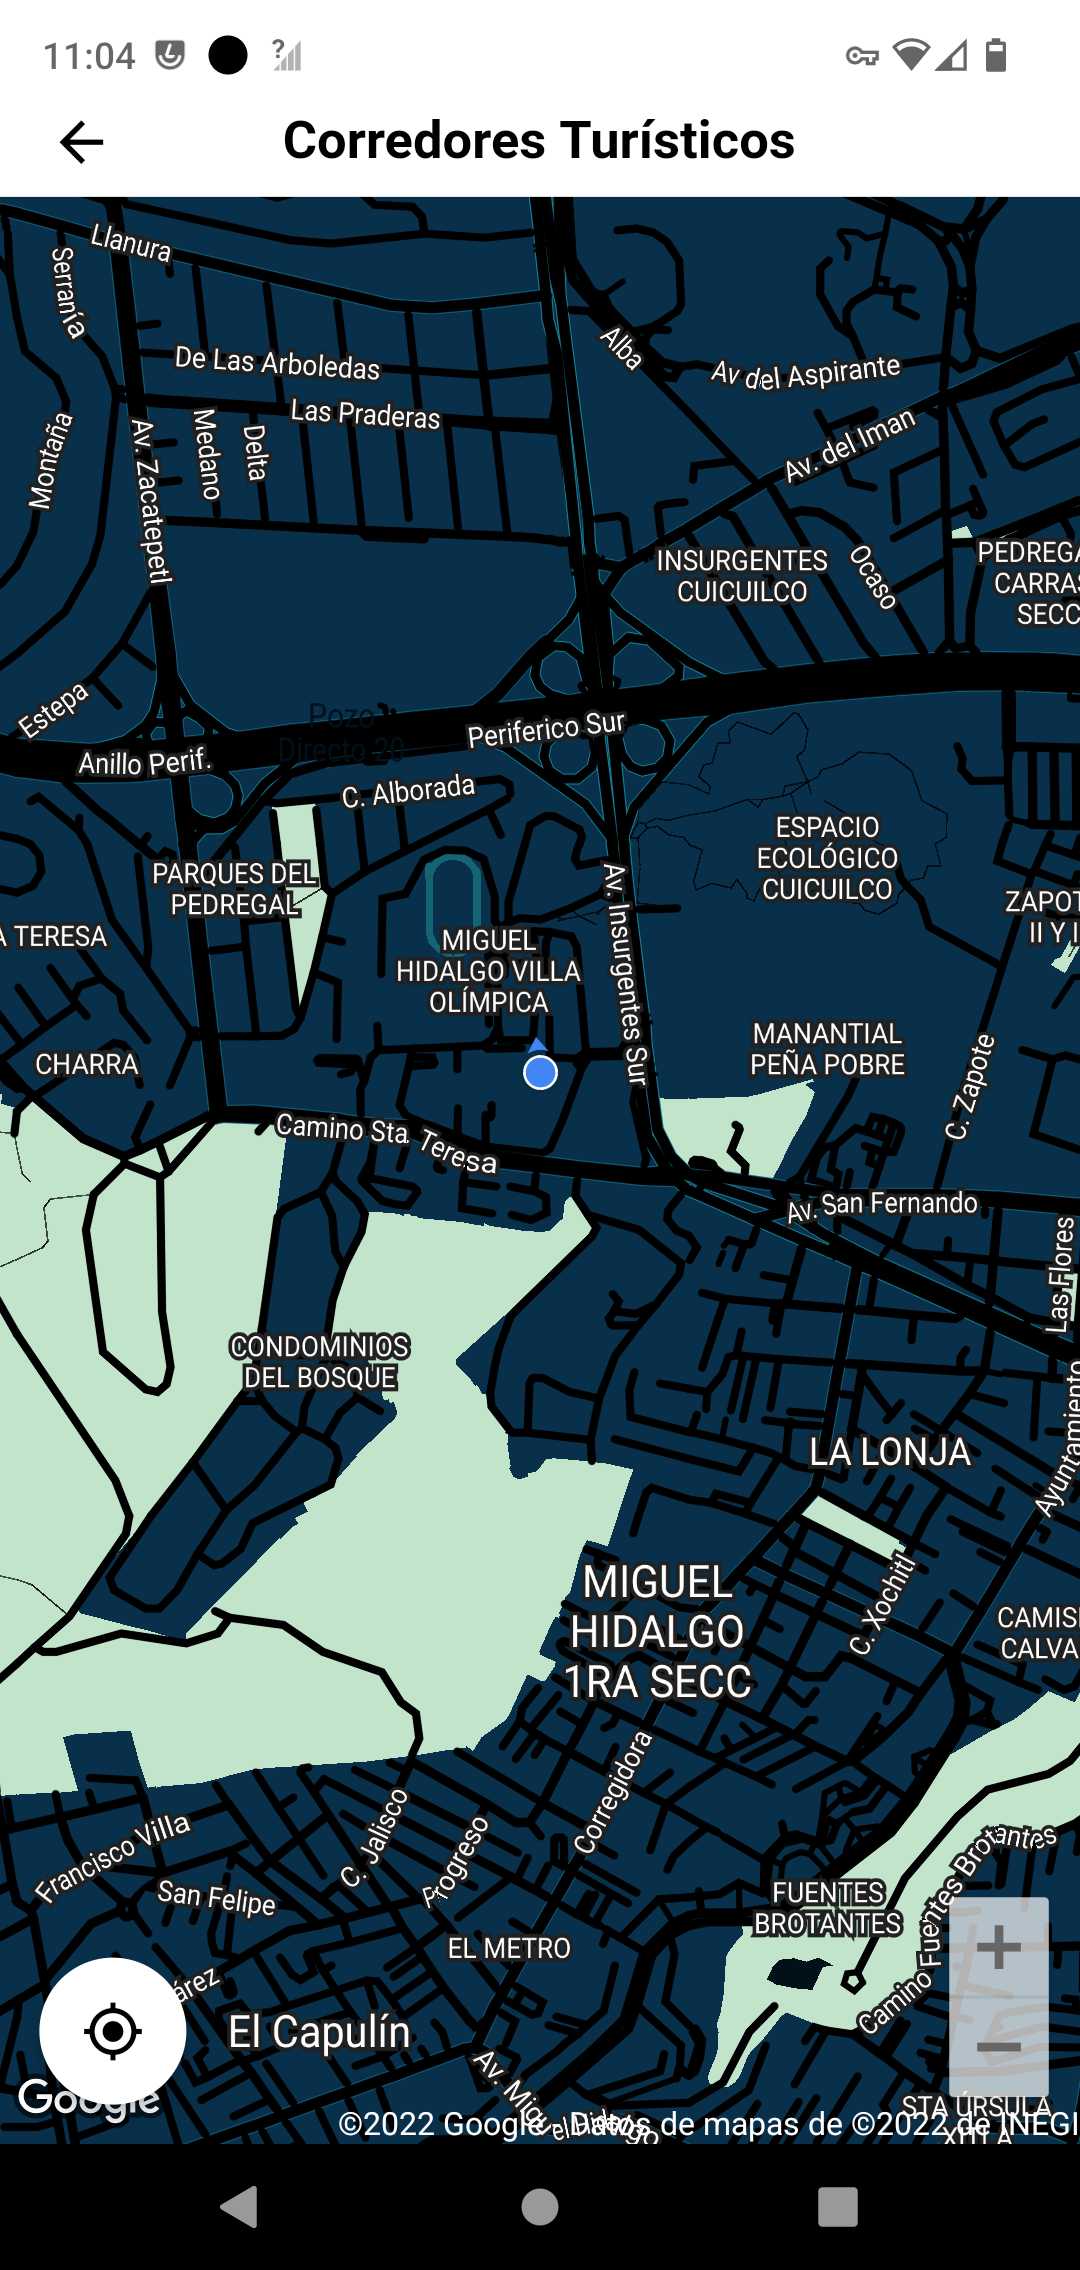 11:04
Corredores Turísticos
Llanura
Serranía
Alba
De Las Arboledas
Av del Aspirante
Las Praderas
Av. del Iman
Montaña
Av. Zacatepetl
Medano
Delta
INSURGENTES
CUICUILCO
Ocaso
PEDREGA
CARRAS
SECC
Estepa
Pozo
Directo 20
Periferico Sur
Anillo Perif.
C. Alborada
ESPACIO
ECOLÓGICO
CUICUILCO
PARQUES DEL
PEDREGAL
Av. Insurgentes Sur
ZAPOT
II Y I
A TERESA
MIGUEL
HIDALGO VILLA
OLÍMPICA
MANANTIAL
PEÑA POBRE
CHARRA
C. Zapote
Camino Sta. Teresa
Av. San Fernando
Las Flores
CONDOMINIOS
DEL BOSQUE
LA LONJA
Ayuntamiento
MIGUEL
HIDALGO
1RA SECC
C. Xochitl
CAMIS
CALVA
Corregidora
C. Jalisco
Progreso
Francisco Villa
San Felipe
FUENTES
BROTANTES
Camino Fuentes Brotantes
EL METRO
árez
El Capulín
Av. Miguel Hidalgo
STA ÚRSULA
XITLA
Google
©2022 Google - Datos de mapas de ©2022 de INEGI